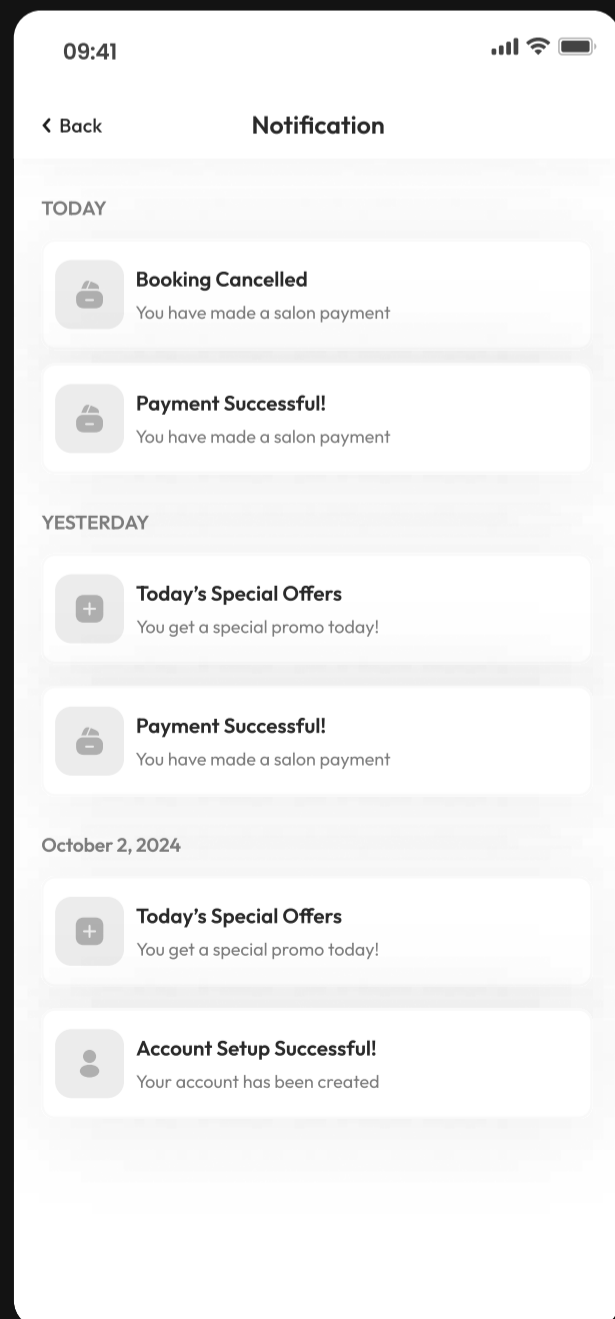 09:41
Back
Notification
TODAY
Booking Cancelled
You have made a salon payment
Payment Successful!
You have made a salon payment
YESTERDAY
Today’s Special Offers
You get a special promo today!
Payment Successful!
You have made a salon payment
October 2, 2024
Today’s Special Offers
You get a special promo today!
Account Setup Successful!
Your account has been created